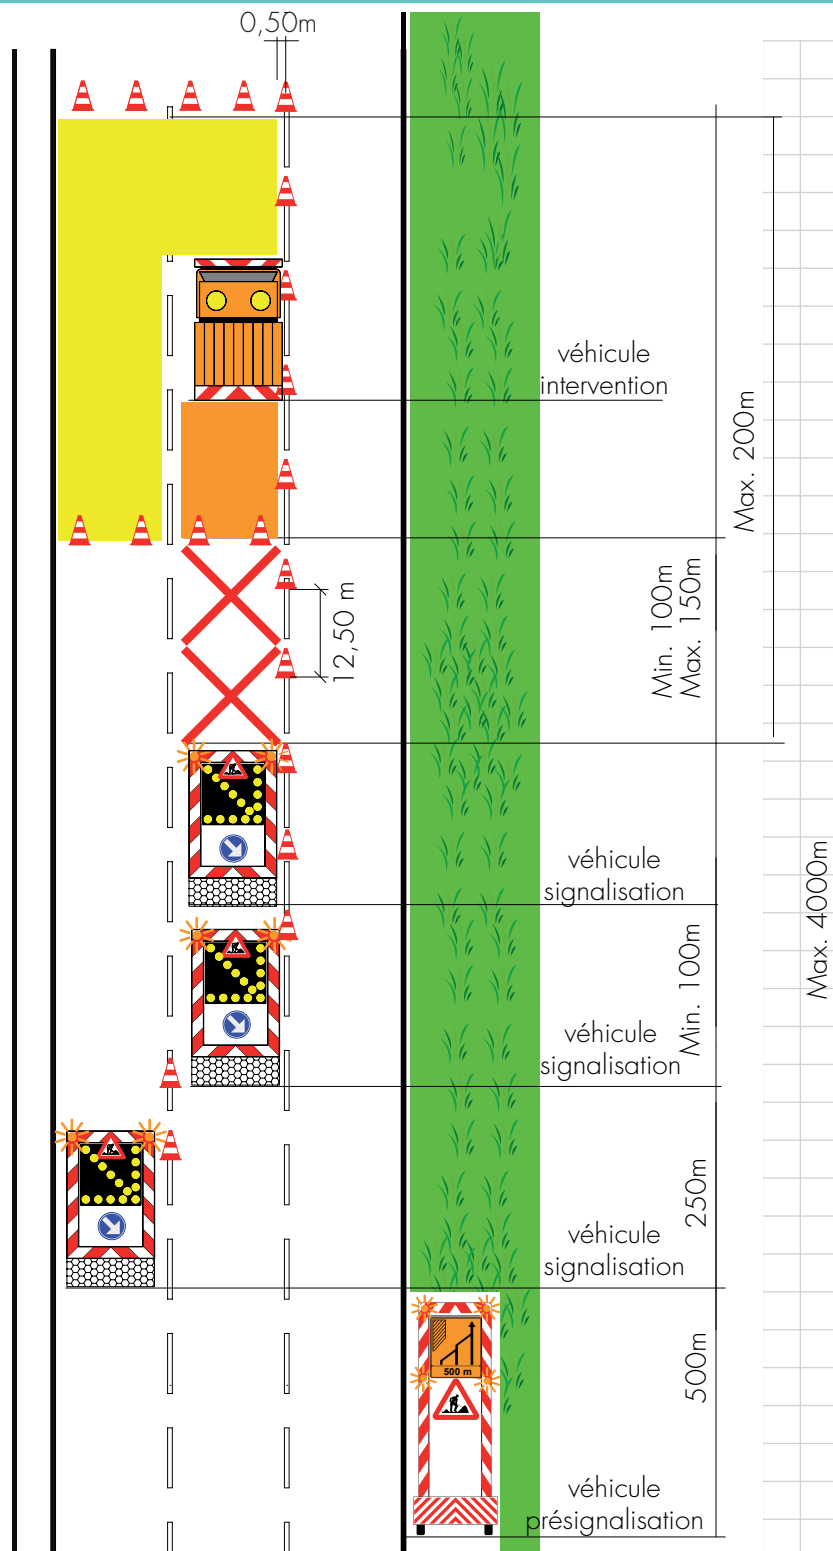 0,50m
véhicule
intervention
Max. 200m
12,50 m
Min. 100m
Max. 150m
véhicule
signalisation
Max. 4000m
Min. 100m
véhicule
signalisation
250m
véhicule
signalisation
500 m
500m
véhicule
présignalisation